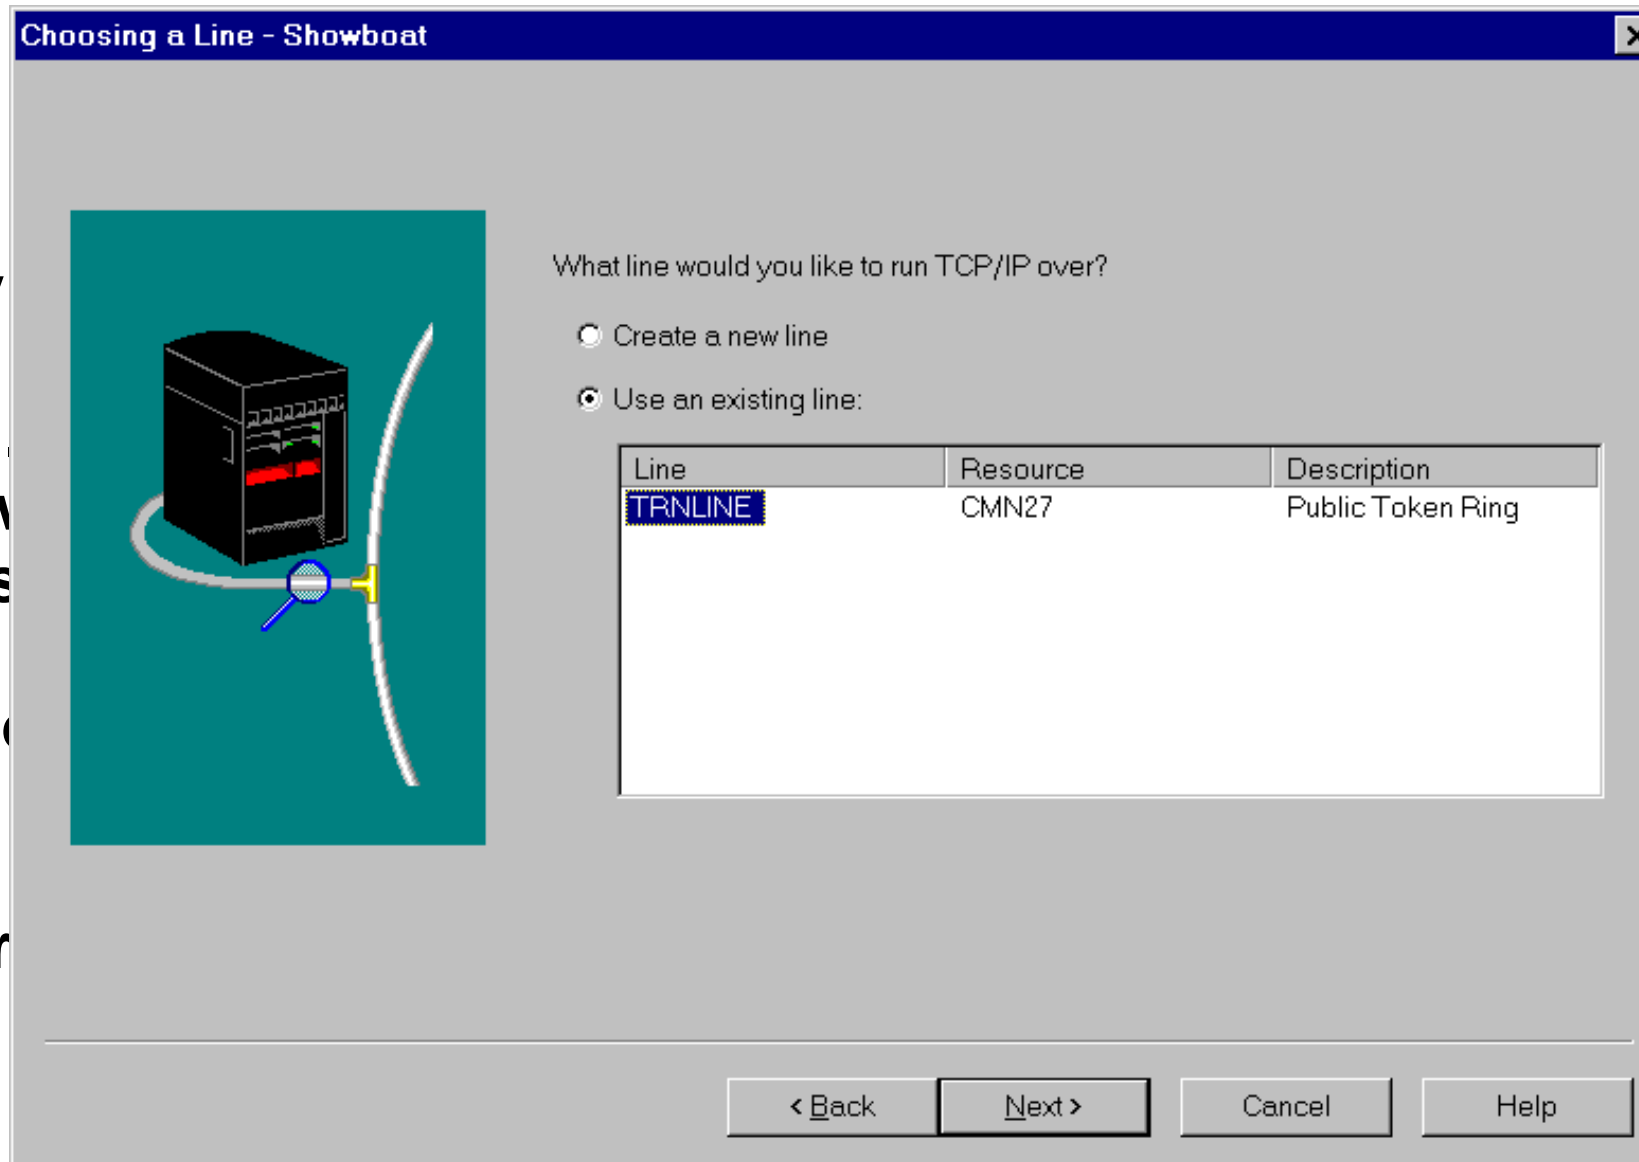 Choosing a Line - Showboat
What line would you like to run TCP/IP over?
Create a new line
Use an existing line:
Line Resource Description
TRNLINE CMN27 Public Token Ring
< Back Next > Cancel Help